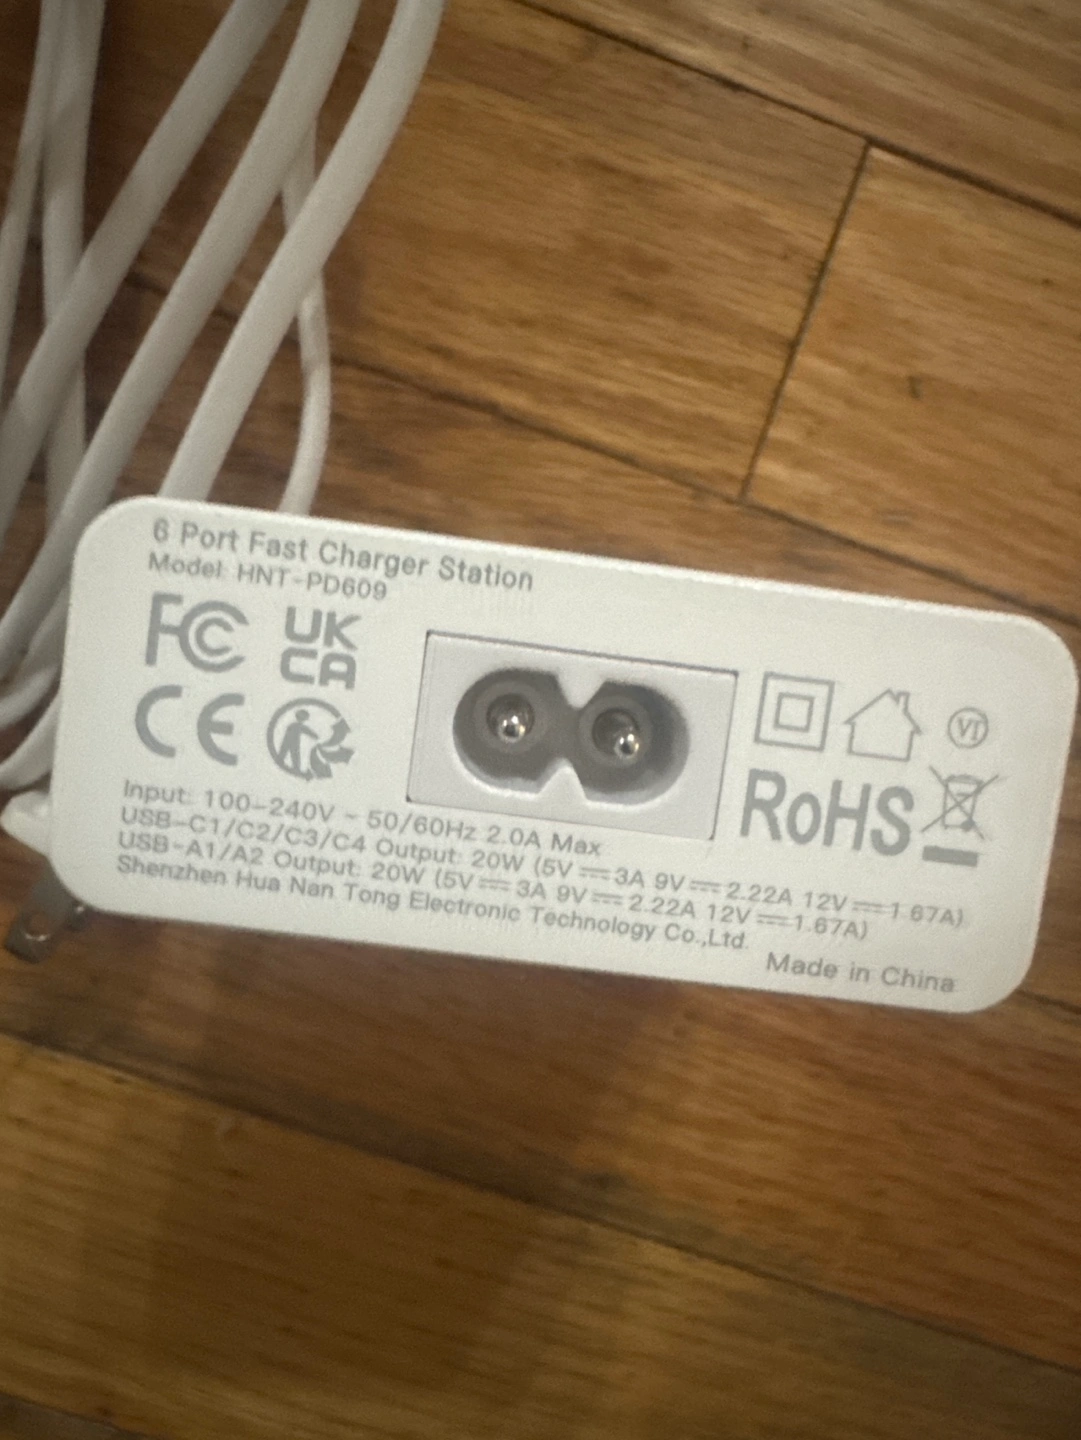 6 Port Fast Charger Station
Model: HNT-PD609
FC
UK
CA
CE
VI
RoHS
Input: 100-240V ~ 50/60Hz 2.0A Max
USB-C1/C2/C3/C4 Output: 20W (5V⎓3A 9V⎓2.22A 12V⎓1.67A)
USB-A1/A2 Output: 20W (5V⎓3A 9V⎓2.22A 12V⎓1.67A)
Shenzhen Hua Nan Tong Electronic Technology Co.,Ltd.
Made in China